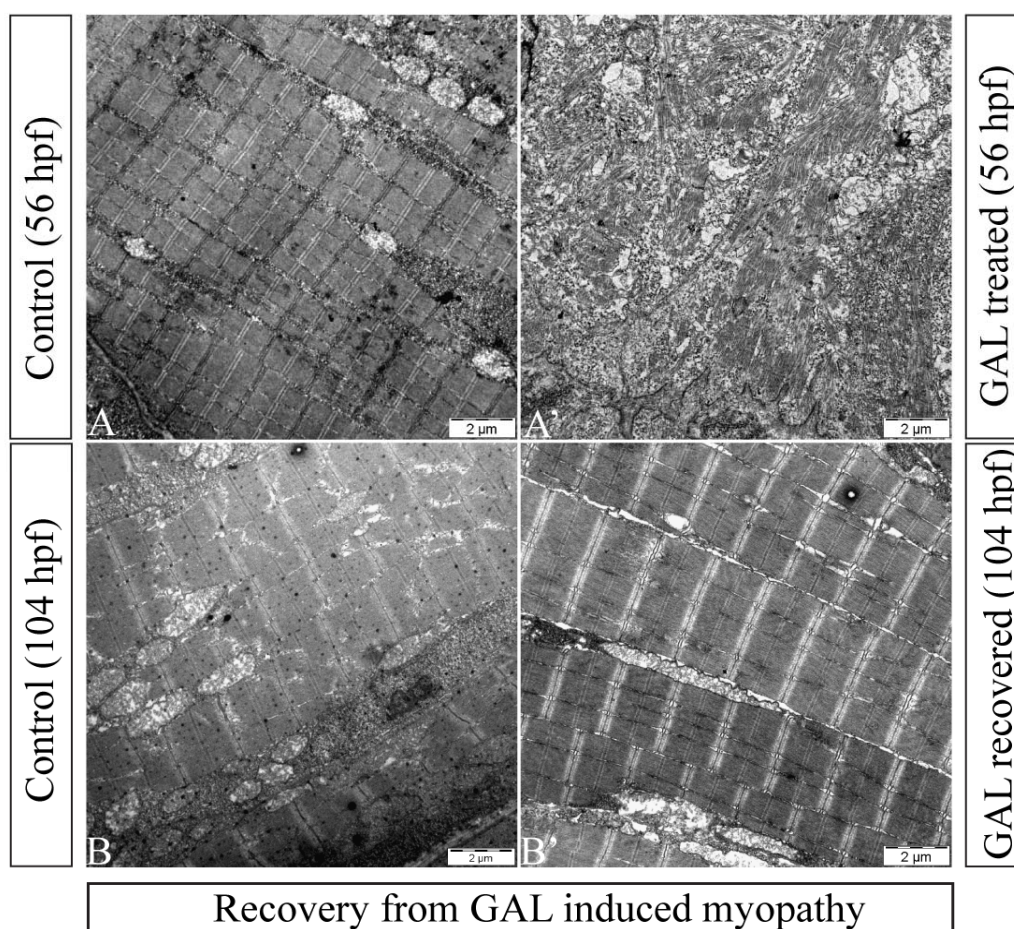 Control (56 hpf)
GAL treated (56 hpf)
A
2 µm
A'
2 µm
Control (104 hpf)
GAL recovered (104 hpf)
B
2 µm
B'
2 µm
Recovery from GAL induced myopathy